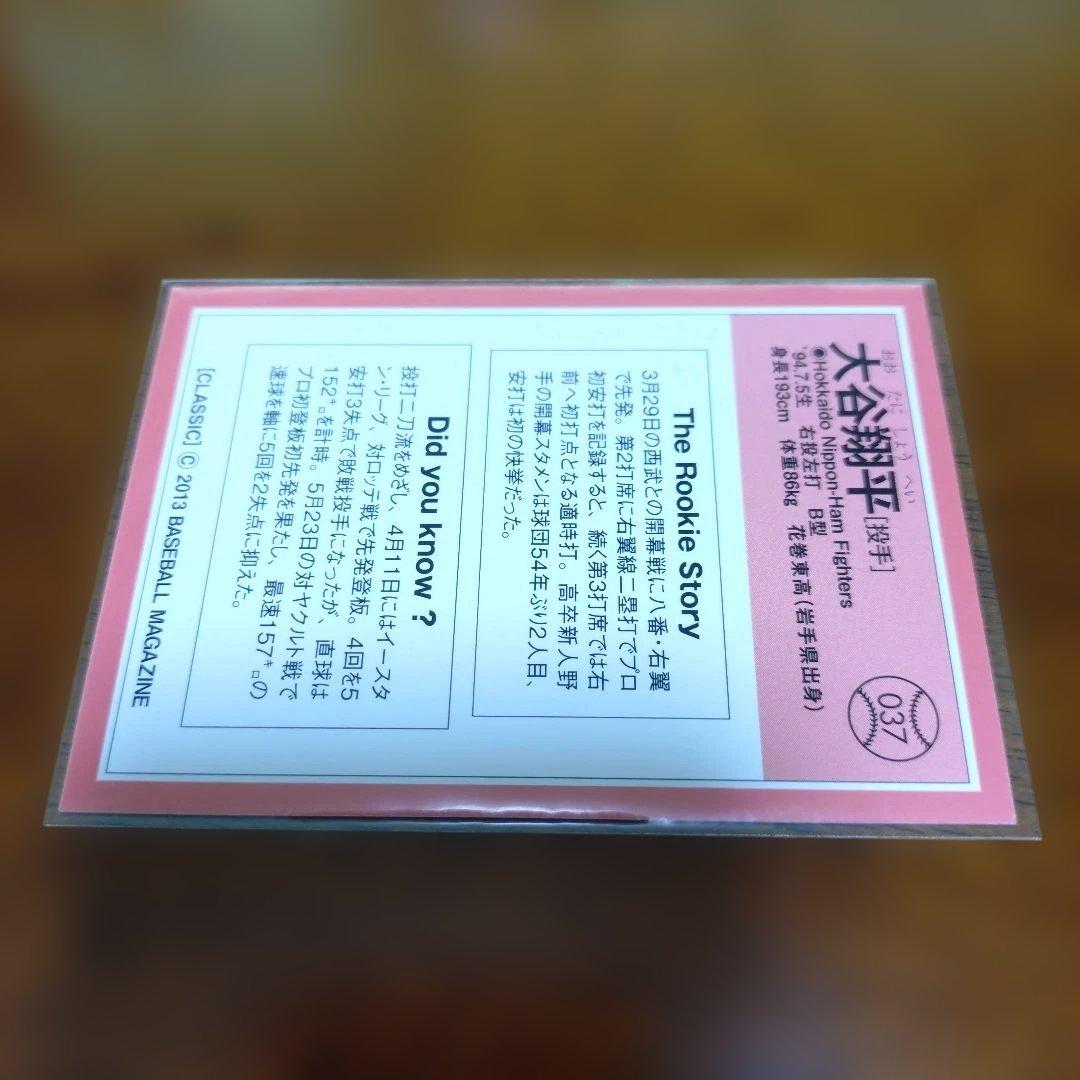 おお たに しょう へい
大谷翔平[投手]
037
◉Hokkaido Nippon-Ham Fighters
'94.7.5生 右投左打 B型
身長193cm 体重86kg 花巻東高(岩手県出身)
The Rookie Story
3月29日の西武との開幕戦に八番・右翼
で先発。第2打席に右翼線二塁打でプロ
初安打を記録すると、続く第3打席では右
前へ初打点となる適時打。高卒新人野
手の開幕スタメンは球団54年ぶり2人目、
安打は初の快挙だった。
Did you know ?
投打二刀流をめざし、4月11日にはイースタ
ン・リーグ、対ロッテ戦で先発登板。4回を5
安打3失点で敗戦投手になったが、直球は
152㌔を計時。5月23日の対ヤクルト戦で
プロ初登板初先発を果たし、最速157㌔の
速球を軸に5回を2失点に抑えた。
[CLASSIC] © 2013 BASEBALL MAGAZINE